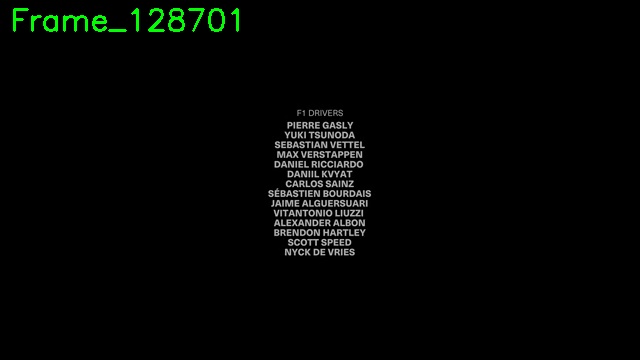 Frame_128701
F1 DRIVERS
PIERRE GASLY
YUKI TSUNODA
SEBASTIAN VETTEL
MAX VERSTAPPEN
DANIEL RICCIARDO
DANIIL KVYAT
CARLOS SAINZ
SÉBASTIEN BOURDAIS
JAIME ALGUERSUARI
VITANTONIO LIUZZI
ALEXANDER ALBON
BRENDON HARTLEY
SCOTT SPEED
NYCK DE VRIES